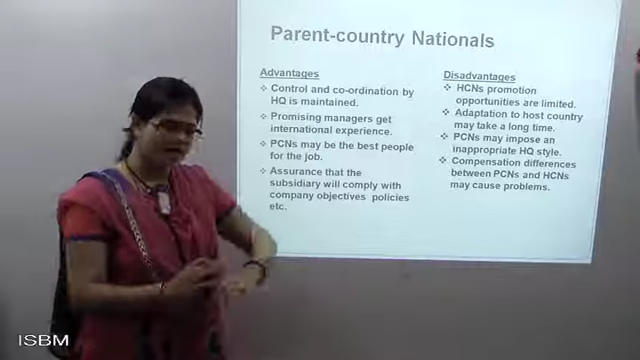 Parent-country Nationals
Advantages
Control and co-ordination by
HQ is maintained.
Promising managers get
international experience.
PCNs may be the best people
for the job.
Assurance that the
subsidiary will comply with
company objectives policies
etc.
Disadvantages
HCNs promotion
opportunities are limited.
Adaptation to host country
may take a long time.
PCNs may impose an
inappropriate HQ style.
Compensation differences
between PCNs and HCNs
may cause problems.
ISBM